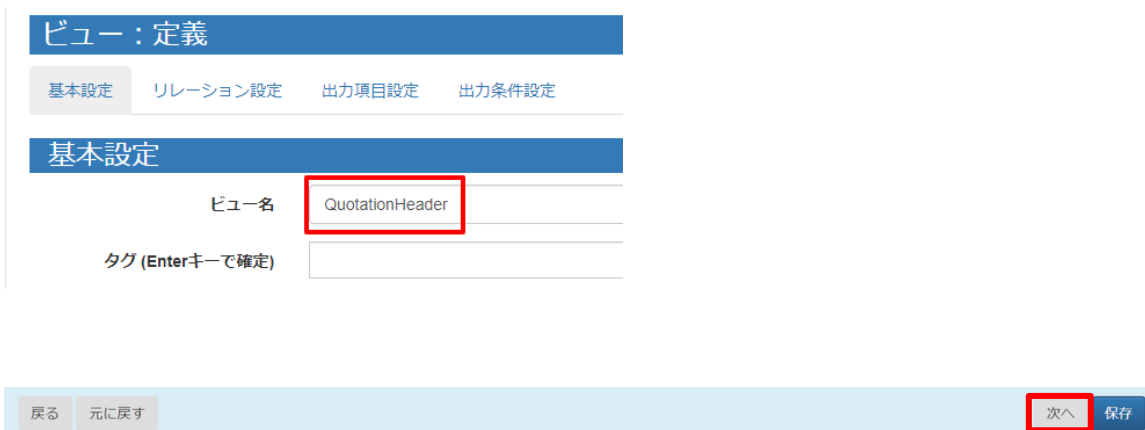 ビュー：定義
基本設定 リレーション設定 出力項目設定 出力条件設定
基本設定
ビュー名 QuotationHeader
タグ (Enterキーで確定)
戻る 元に戻す 次へ 保存